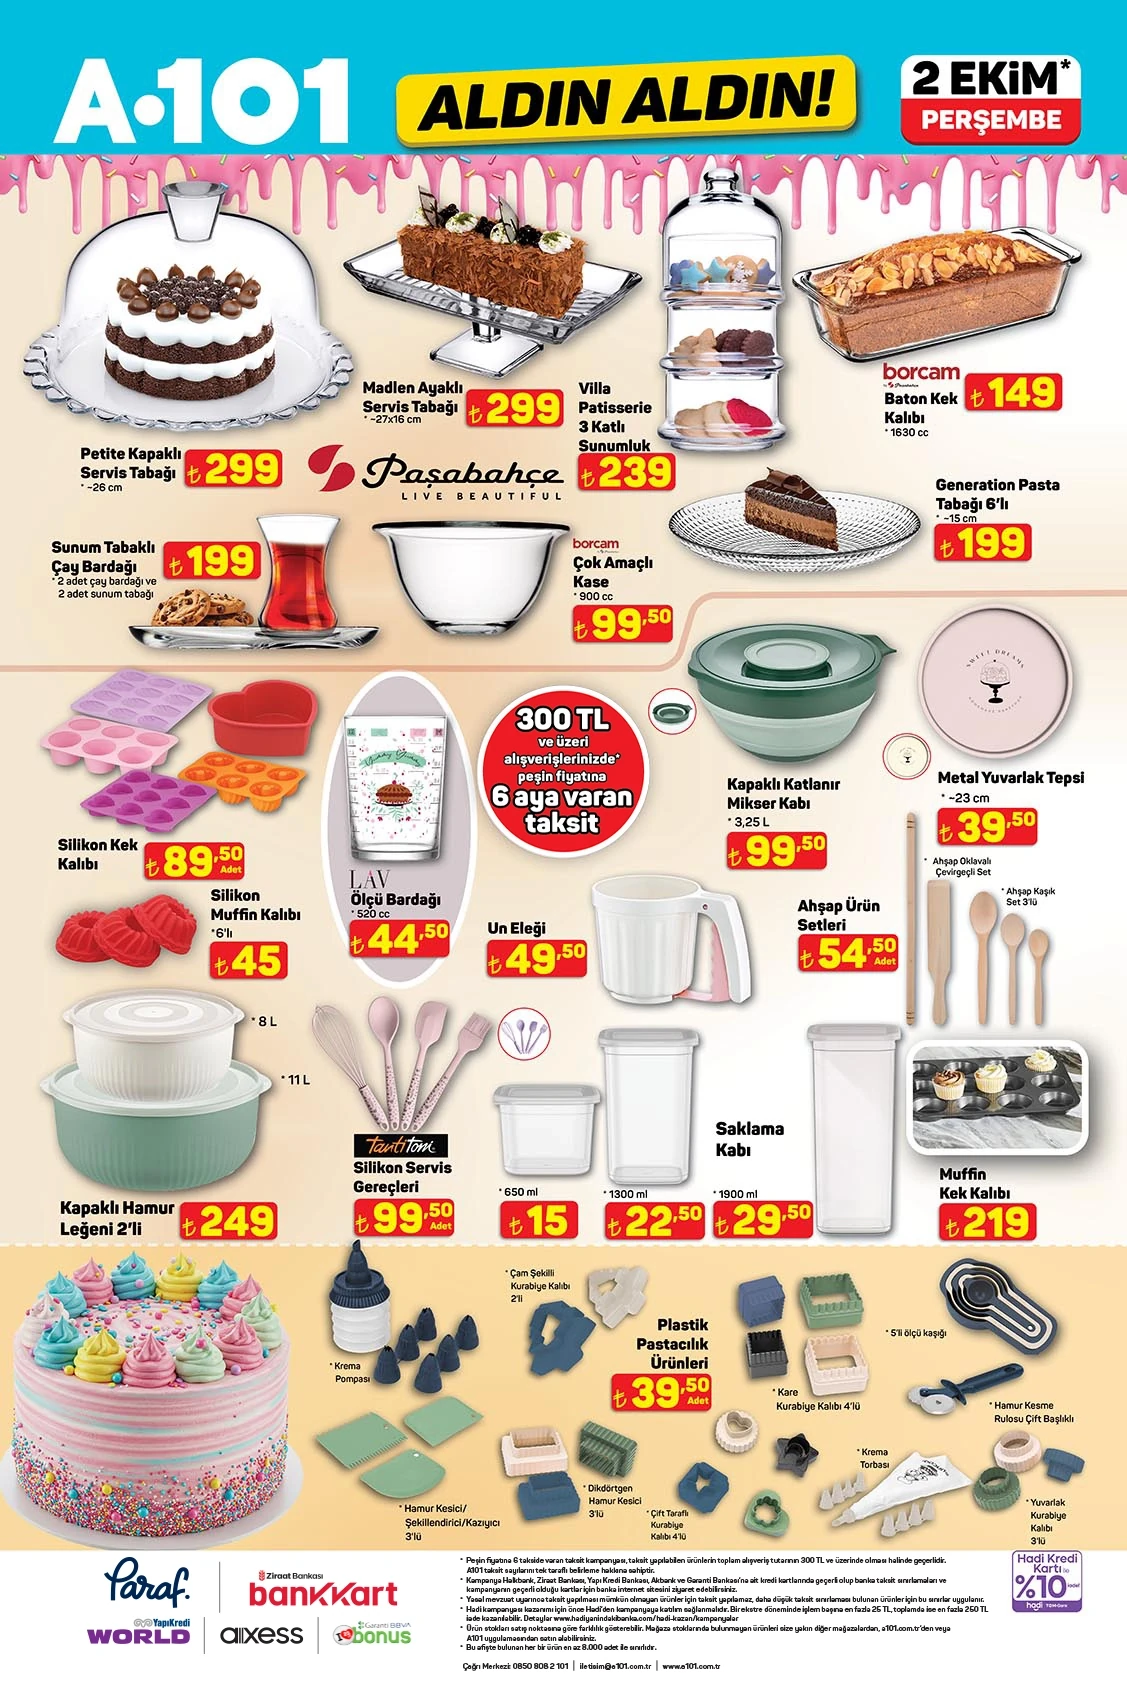 A101
ALDIN ALDIN!
2 EKİM*
PERŞEMBE
Petite Kapaklı
Servis Tabağı
* ~26 cm
₺299
Madlen Ayaklı
Servis Tabağı
* ~27x16 cm
₺299
Paşabahçe
LIVE BEAUTIFUL
Villa
Patisserie
3 Katlı
Sunumluk
₺239
borcam
by Paşabahçe
Baton Kek
Kalıbı
* 1630 cc
₺149
Sunum Tabaklı
Çay Bardağı
* 2 adet çay bardağı ve
2 adet sunum tabağı
₺199
borcam
Çok Amaçlı
Kase
* 900 cc
₺99,50
Generation Pasta
Tabağı 6'lı
* ~15 cm
₺199
Silikon Kek
Kalıbı
₺89,50
Adet
Silikon
Muffin Kalıbı
*6'lı
₺45
LAV
Ölçü Bardağı
* 520 cc
₺44,50
300 TL
ve üzeri
alışverişlerinizde*
peşin fiyatına
6 aya varan
taksit
Kapaklı Katlanır
Mikser Kabı
* 3,25 L
₺99,50
SWEET DREAMS
Metal Yuvarlak Tepsi
* ~23 cm
₺39,50
Un Eleği
₺49,50
Ahşap Ürün
Setleri
₺54,50
Adet
* Ahşap Oklavalı
Çevirgeçli Set
* Ahşap Kaşık
Set 3'lü
* 8 L
* 11 L
Kapaklı Hamur
Leğeni 2'li
₺249
Tantitoni
Silikon Servis
Gereçleri
₺99,50
Adet
Saklama
Kabı
* 650 ml
₺15
* 1300 ml
₺22,50
* 1900 ml
₺29,50
Muffin
Kek Kalıbı
₺219
* Krema
Pompası
* Çam Şekilli
Kurabiye Kalıbı
2'li
Plastik
Pastacılık
Ürünleri
₺39,50
Adet
* Kare
Kurabiye Kalıbı 4'lü
* 5'li ölçü kaşığı
* Hamur Kesme
Rulosu Çift Başlıklı
* Hamur Kesici/
Şekillendirici/Kazıyıcı
3'lü
* Dikdörtgen
Hamur Kesici
3'lü
* Çift Taraflı
Kurabiye
Kalıbı 4'lü
* Krema
Torbası
* Yuvarlak
Kurabiye
Kalıbı
3'lü
Paraf
Ziraat Bankası
bankkart
YapıKredi
WORLD
axess
Garanti BBVA
bonus
* Peşin fiyatına 6 takside varan taksit kampanyası, taksit yapılabilen ürünlerin toplam alışveriş tutarının 300 TL ve üzerinde olması halinde geçerlidir.
A101 taksit sayılarını tek taraflı belirleme hakkına sahiptir.
* Kampanya Halkbank, Ziraat Bankası, Yapı Kredi Bankası, Akbank ve Garanti Bankası'na ait kredi kartlarında geçerli olup banka taksit sınırlamaları ve
kampanyanın geçerli olduğu kartlar için banka internet sitesini ziyaret edebilirsiniz.
* Yasal mevzuat uyarınca taksit yapılması mümkün olmayan ürünler için taksit yapılamaz, daha düşük taksit sınırlaması bulunan ürünler için bu sınırlar uygulanır.
* Hadi kampanyası kazanımı için önce Hadi'den kampanyaya katılım sağlanmalıdır. Bir ekstre döneminde işlem başına en fazla 25 TL, toplamda ise en fazla 250 TL
iade kazanılabilir. Detaylar www.hadiyanindakibanka.com/hadi-kazan/kampanyalar
* Ürün stokları satış noktasına göre farklılık gösterebilir. Mağaza stoklarında bulunmayan ürünleri size yakın diğer mağazalardan, a101.com.tr'den veya
A101 uygulamasından satın alabilirsiniz.
* Bu afişte bulunan her bir ürün en az 8.000 adet ile sınırlıdır.
Çağrı Merkezi: 0850 808 2 101 | iletisim@a101.com.tr | www.a101.com.tr
Hadi Kredi
Kartı ile
%10 iade
hadi